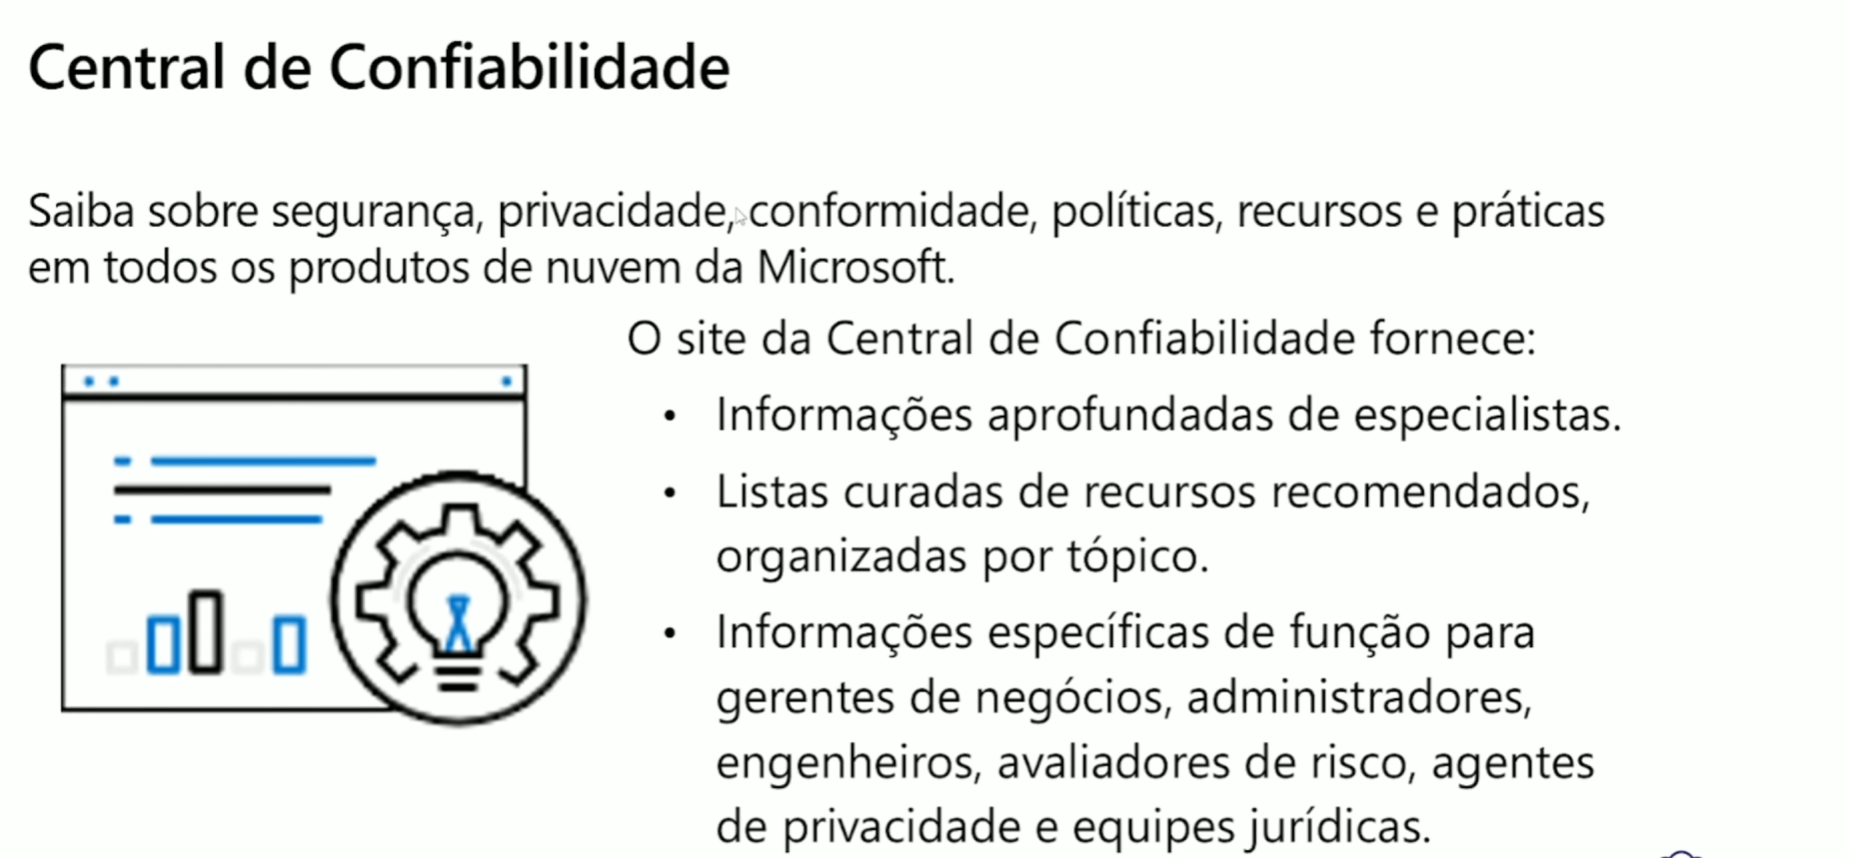 Central de Confiabilidade
Saiba sobre segurança, privacidade, conformidade, políticas, recursos e práticas
em todos os produtos de nuvem da Microsoft.
O site da Central de Confiabilidade fornece:
• Informações aprofundadas de especialistas.
• Listas curadas de recursos recomendados,
organizadas por tópico.
• Informações específicas de função para
gerentes de negócios, administradores,
engenheiros, avaliadores de risco, agentes
de privacidade e equipes jurídicas.